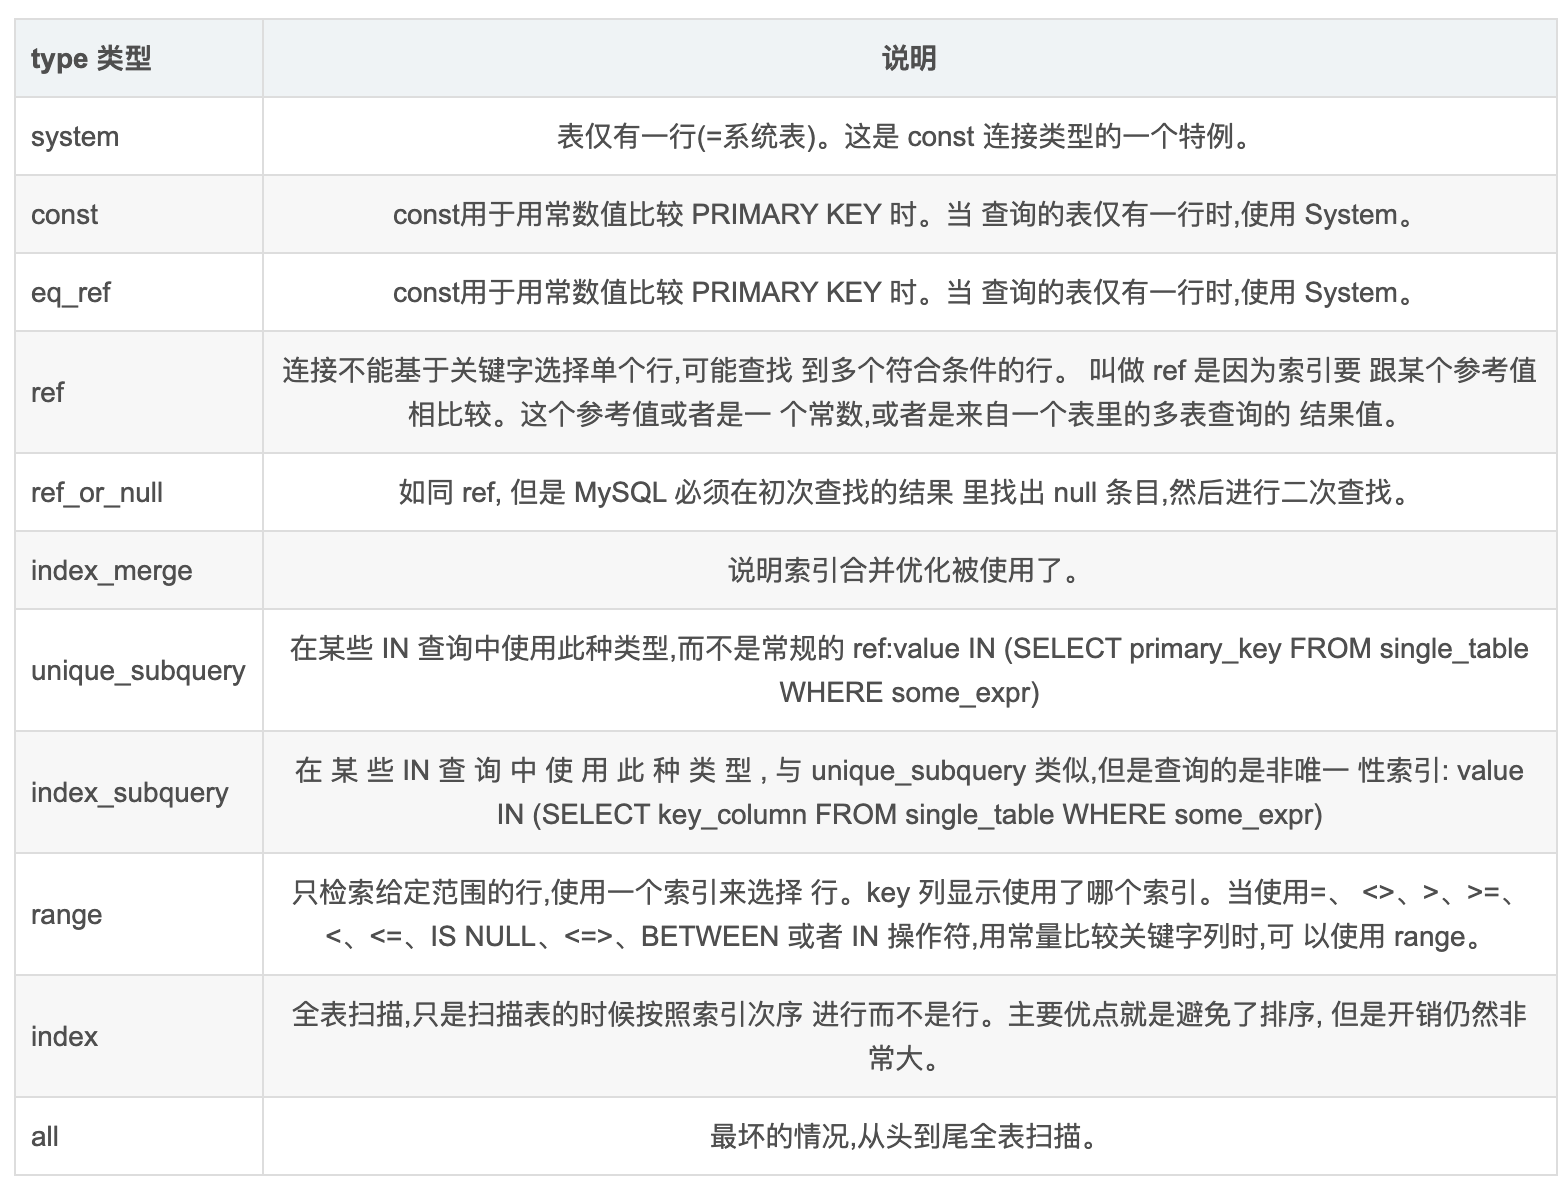 type 类型
说明
system
表仅有一行(=系统表)。这是 const 连接类型的一个特例。
const
const用于用常数值比较 PRIMARY KEY 时。当 查询的表仅有一行时,使用 System。
eq_ref
const用于用常数值比较 PRIMARY KEY 时。当 查询的表仅有一行时,使用 System。
ref
连接不能基于关键字选择单个行,可能查找 到多个符合条件的行。 叫做 ref 是因为索引要 跟某个参考值
相比较。这个参考值或者是一 个常数,或者是来自一个表里的多表查询的 结果值。
ref_or_null
如同 ref, 但是 MySQL 必须在初次查找的结果 里找出 null 条目,然后进行二次查找。
index_merge
说明索引合并优化被使用了。
unique_subquery
在某些 IN 查询中使用此种类型,而不是常规的 ref:value IN (SELECT primary_key FROM single_table
WHERE some_expr)
index_subquery
在 某 些 IN 查 询 中 使 用 此 种 类 型 , 与 unique_subquery 类似,但是查询的是非唯一 性索引: value
IN (SELECT key_column FROM single_table WHERE some_expr)
range
只检索给定范围的行,使用一个索引来选择 行。key 列显示使用了哪个索引。当使用=、 <>、>、>=、
<、<=、IS NULL、<=>、BETWEEN 或者 IN 操作符,用常量比较关键字列时,可 以使用 range。
index
全表扫描,只是扫描表的时候按照索引次序 进行而不是行。主要优点就是避免了排序, 但是开销仍然非
常大。
all
最坏的情况,从头到尾全表扫描。